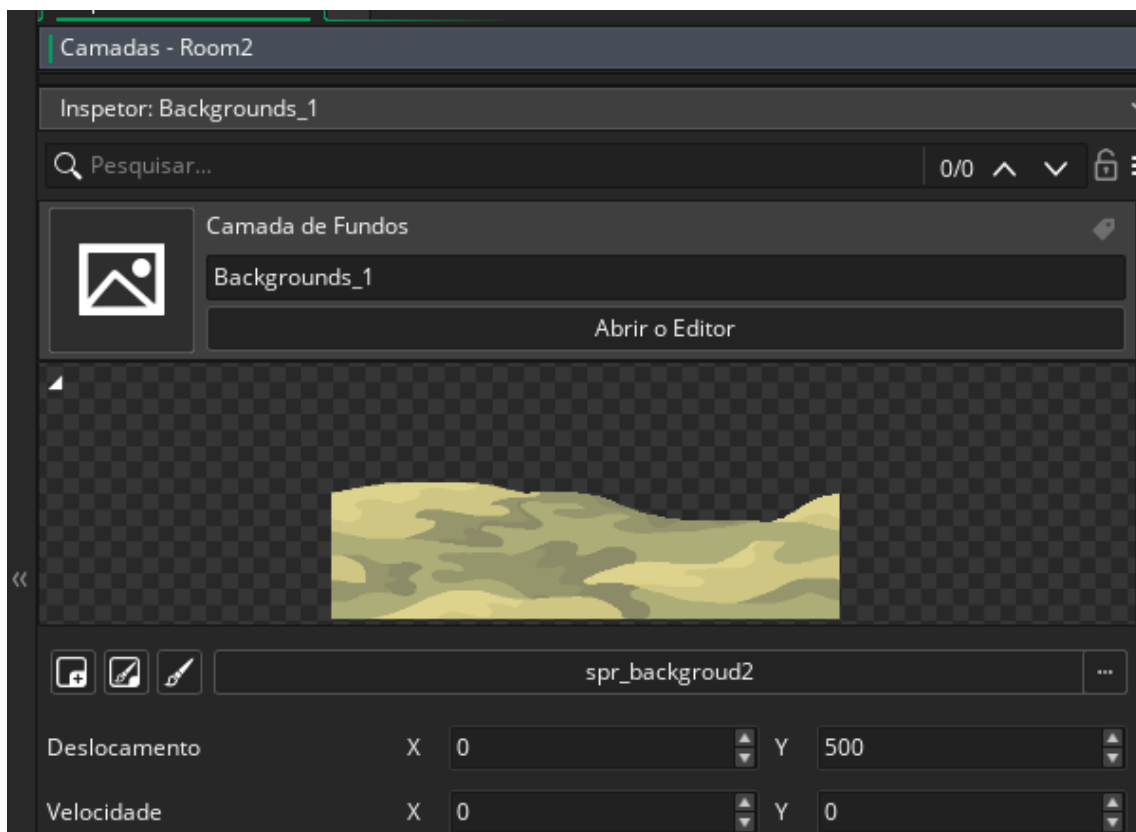 Camadas - Room2
Inspetor: Backgrounds_1
Pesquisar... 0/0
Camada de Fundos
Backgrounds_1
Abrir o Editor
spr_backgroud2 ...
Deslocamento X 0 Y 500
Velocidade X 0 Y 0